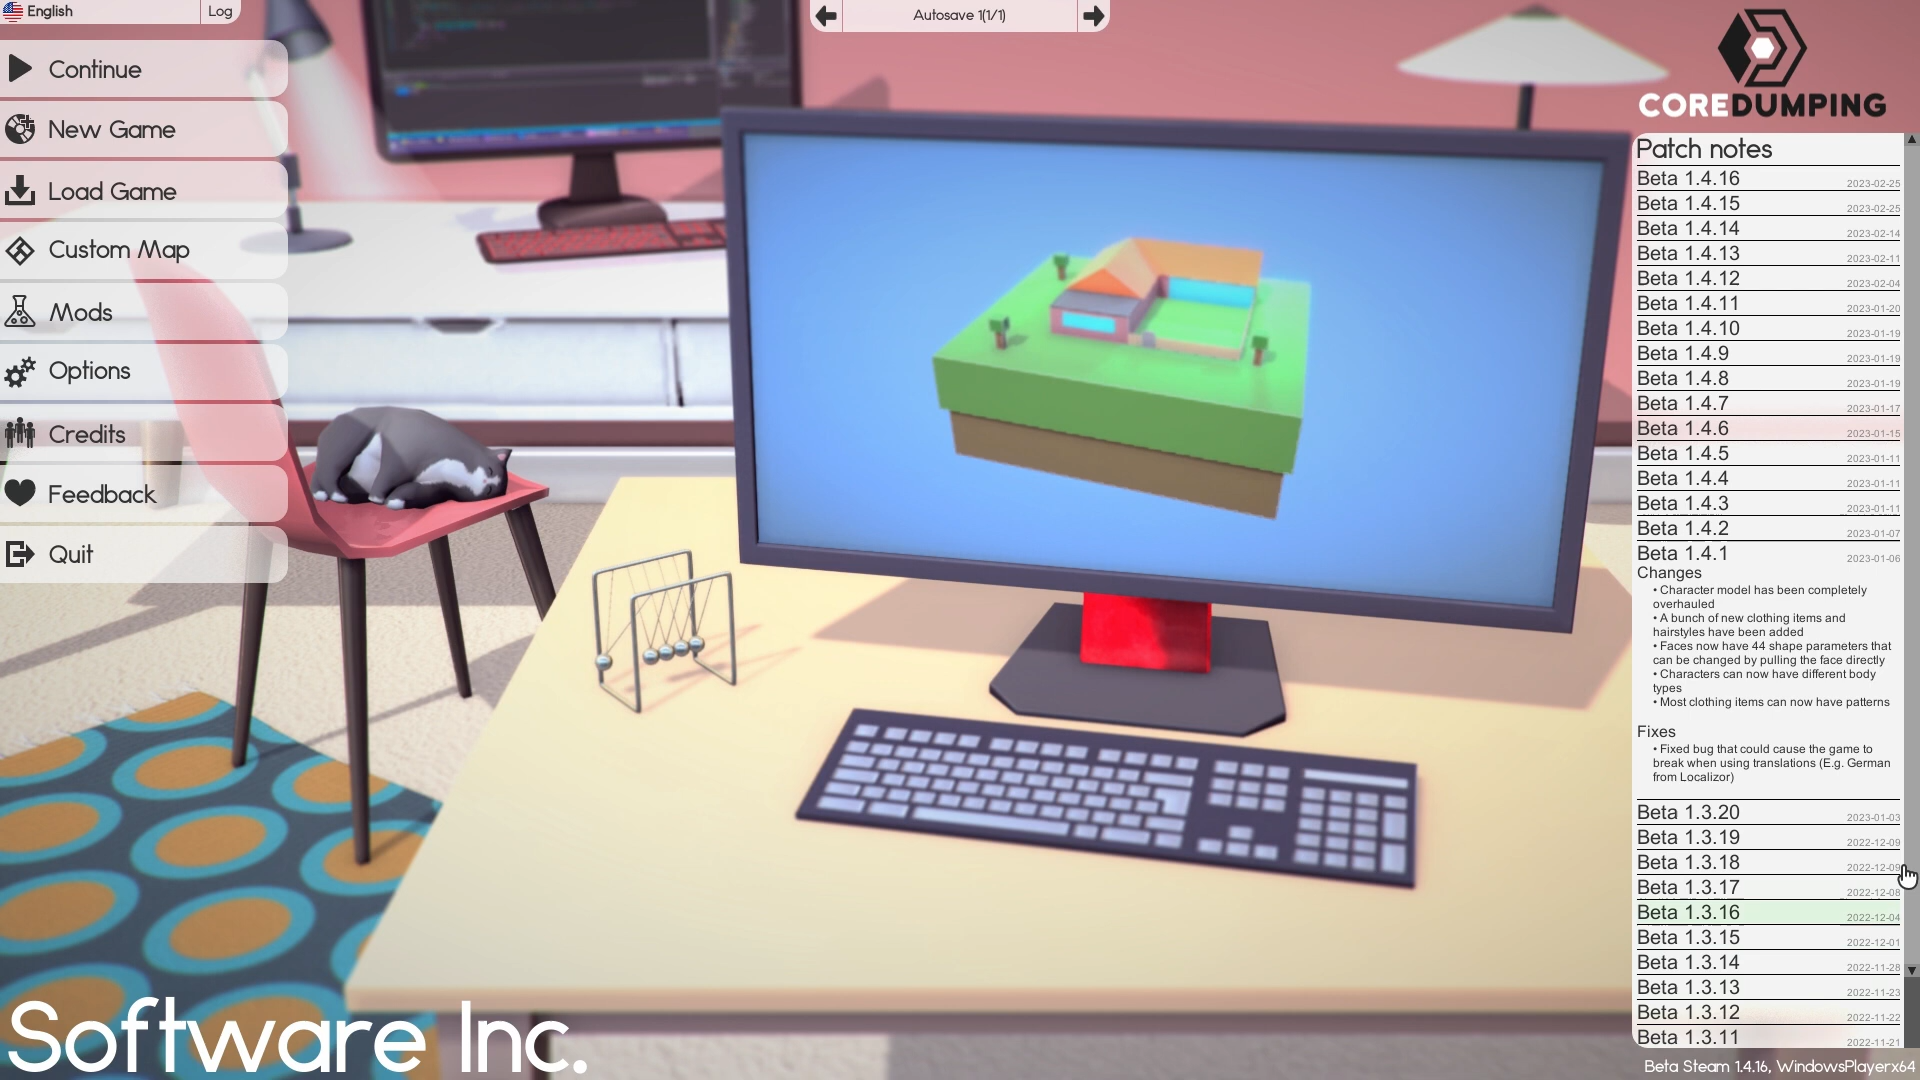 English
Log
Autosave 1(1/1)
Continue
New Game
Load Game
Custom Map
Mods
Options
Credits
Feedback
Quit
Software Inc.
COREDUMPING
Patch notes
Beta 1.4.16 2023-02-25
Beta 1.4.15 2023-02-25
Beta 1.4.14 2023-02-14
Beta 1.4.13 2023-02-11
Beta 1.4.12 2023-02-04
Beta 1.4.11 2023-01-20
Beta 1.4.10 2023-01-19
Beta 1.4.9 2023-01-19
Beta 1.4.8 2023-01-19
Beta 1.4.7 2023-01-17
Beta 1.4.6 2023-01-15
Beta 1.4.5 2023-01-11
Beta 1.4.4 2023-01-11
Beta 1.4.3 2023-01-11
Beta 1.4.2 2023-01-07
Beta 1.4.1 2023-01-06
Changes
• Character model has been completely
overhauled
• A bunch of new clothing items and
hairstyles have been added
• Faces now have 44 shape parameters that
can be changed by pulling the face directly
• Characters can now have different body
types
• Most clothing items can now have patterns
Fixes
• Fixed bug that could cause the game to
break when using translations (E.g. German
from Localizor)
Beta 1.3.20 2023-01-03
Beta 1.3.19 2022-12-09
Beta 1.3.18 2022-12-09
Beta 1.3.17 2022-12-08
Beta 1.3.16 2022-12-04
Beta 1.3.15 2022-12-01
Beta 1.3.14 2022-11-28
Beta 1.3.13 2022-11-23
Beta 1.3.12 2022-11-22
Beta 1.3.11 2022-11-21
Beta Steam 1.4.16, WindowsPlayerx64